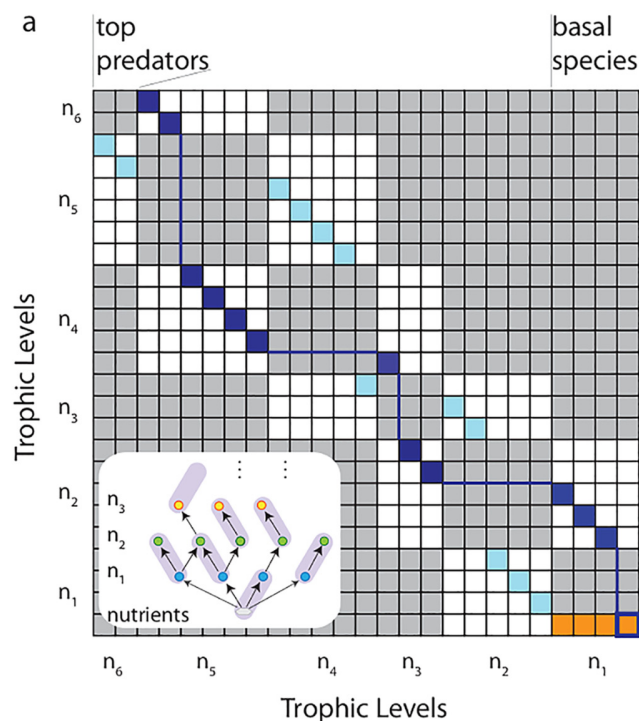 a
top
predators
basal
species
n6
n5
n4
n3
n2
n1
Trophic Levels
n3
n2
n1
nutrients
n6
n5
n4
n3
n2
n1
Trophic Levels